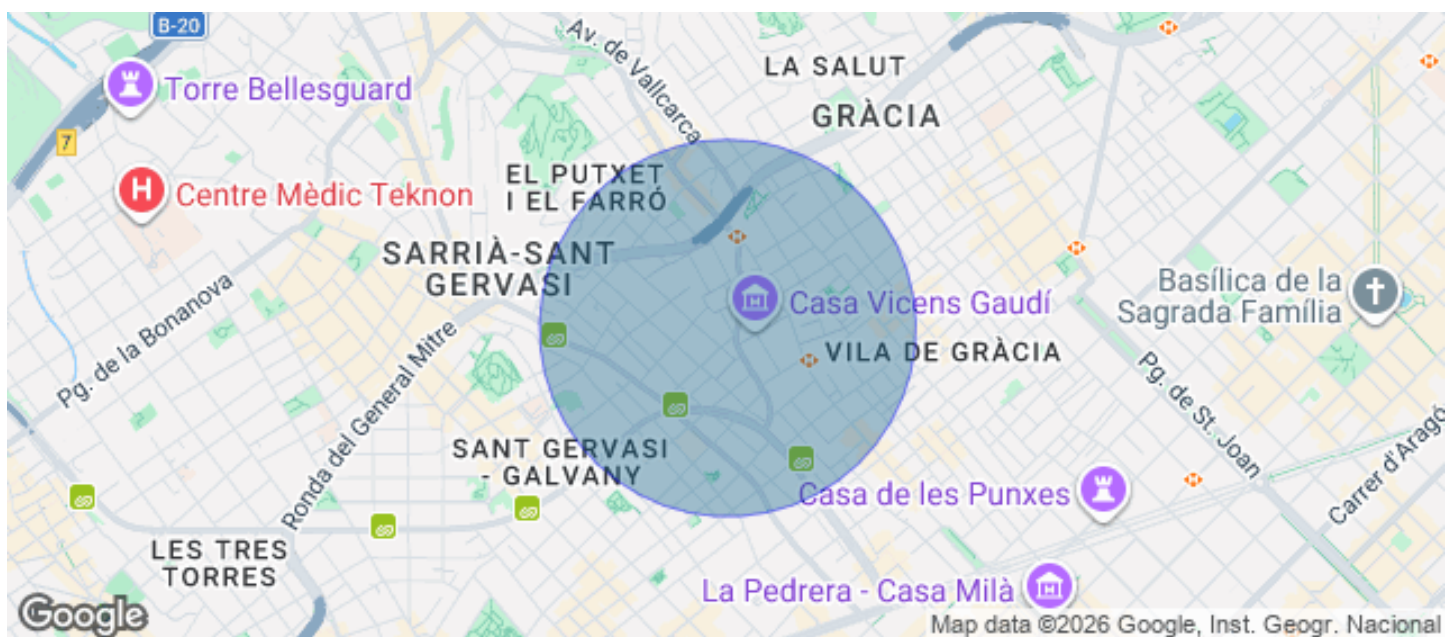 B-20
Av. de Vallcarca
LA SALUT
Torre Bellesguard
GRÀCIA
7
EL PUTXET
I EL FARRÓ
H
Centre Mèdic Teknon
SARRIÀ-SANT
GERVASI
Basílica de la
Sagrada Família
Casa Vicens Gaudí
Pg. de la Bonanova
VILA DE GRÀCIA
Ronda del General Mitre
Pg. de St. Joan
SANT GERVASI
- GALVANY
Carrer d'Aragó
Casa de les Punxes
LES TRES
TORRES
La Pedrera - Casa Milà
Google
Map data ©2026 Google, Inst. Geogr. Nacional